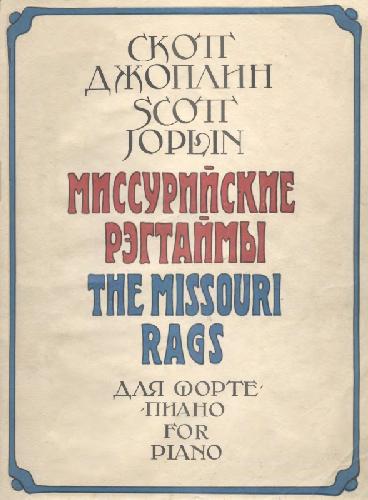 СКОТТ
ДЖОПЛИН
SCOTT
JOPLIN
МИССУРИЙСКИЕ
РЭГТАЙМЫ
THE MISSOURI
RAGS
ДЛЯ ФОРТЕ-
-ПИАНО
FOR
PIANO